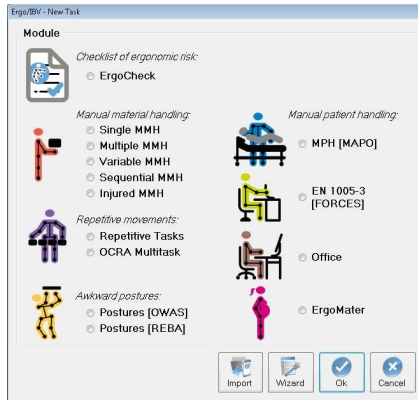 Ergo/IBV - New Task
Module
Checklist of ergonomic risk:
ErgoCheck
Manual material handling:
Single MMH
Multiple MMH
Variable MMH
Sequential MMH
Injured MMH
Repetitive movements:
Repetitive Tasks
OCRA Multitask
Awkward postures:
Postures [OWAS]
Postures [REBA]
Manual patient handling:
MPH [MAPO]
EN 1005-3
[FORCES]
Office
ErgoMater
Import
Wizard
Ok
Cancel